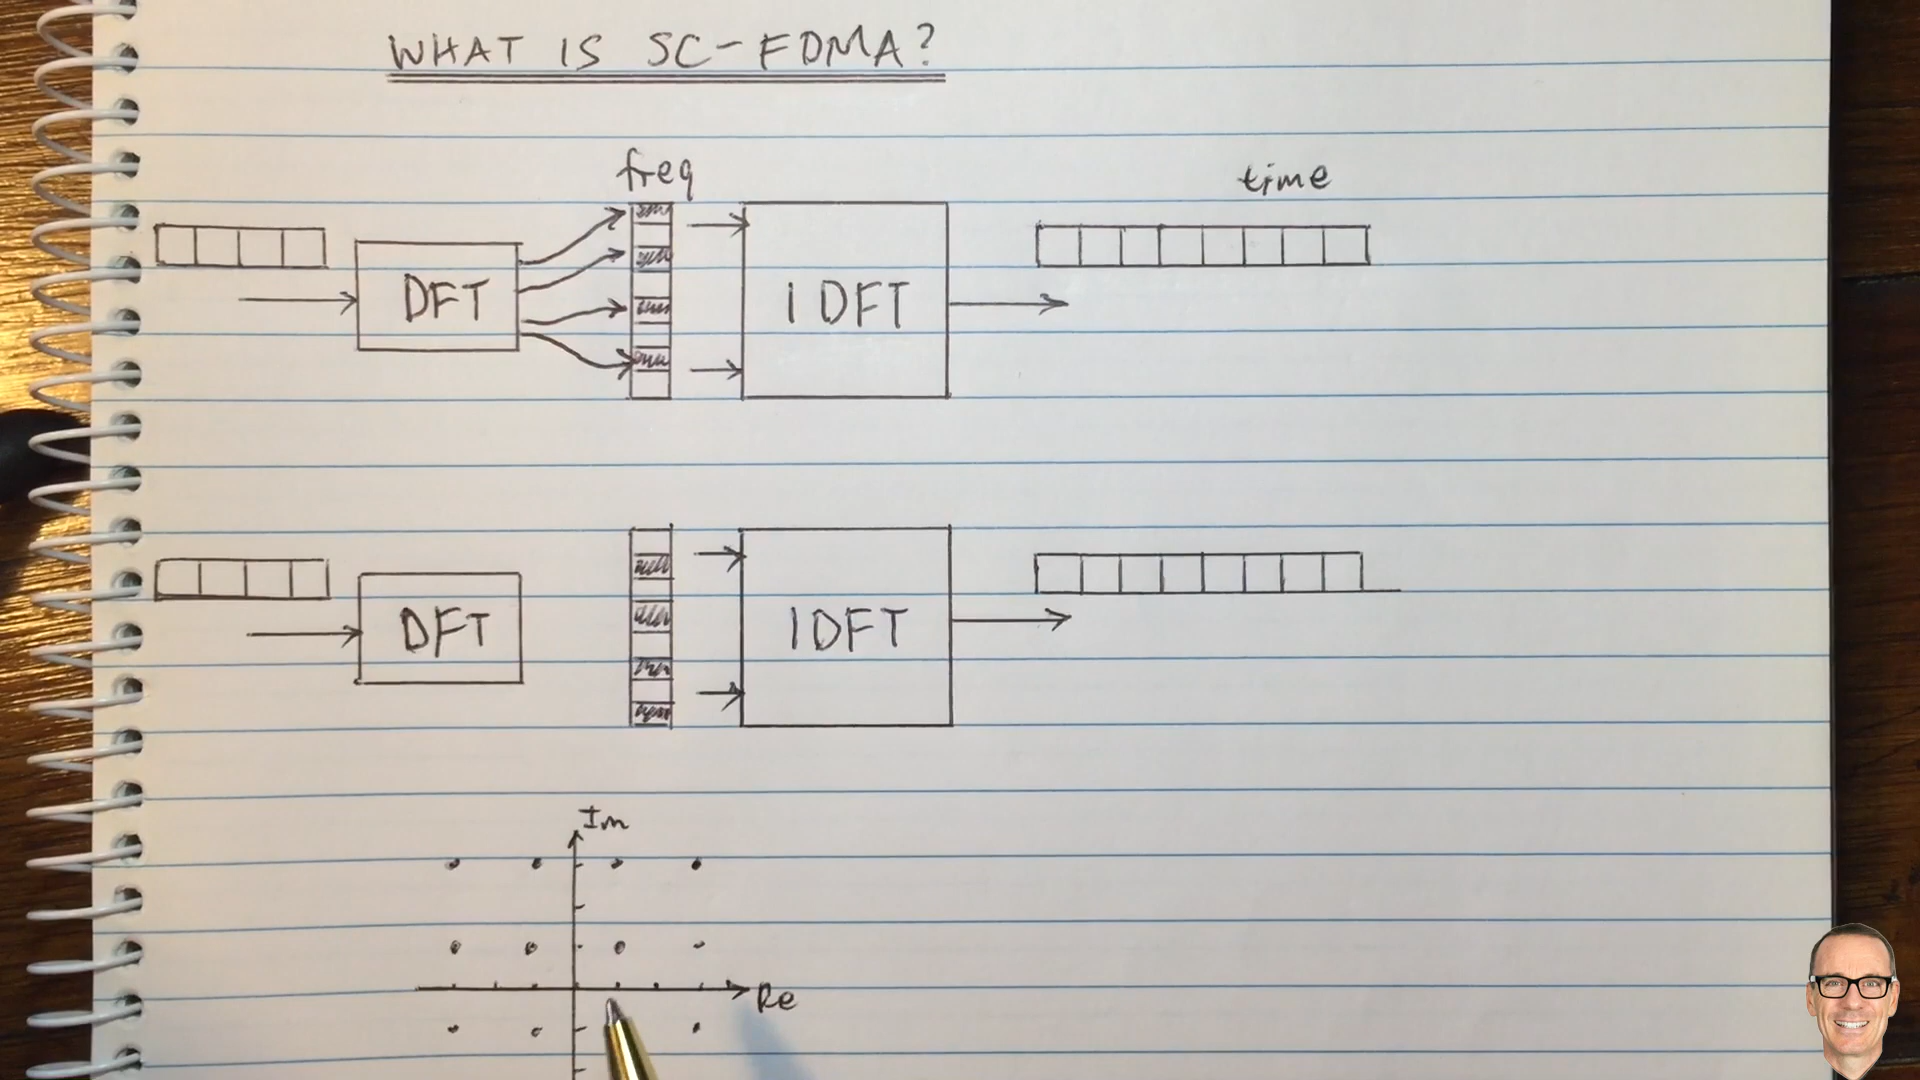 WHAT IS SC-FDMA?
freq
time
DFT
IDFT
DFT
IDFT
Im
Re